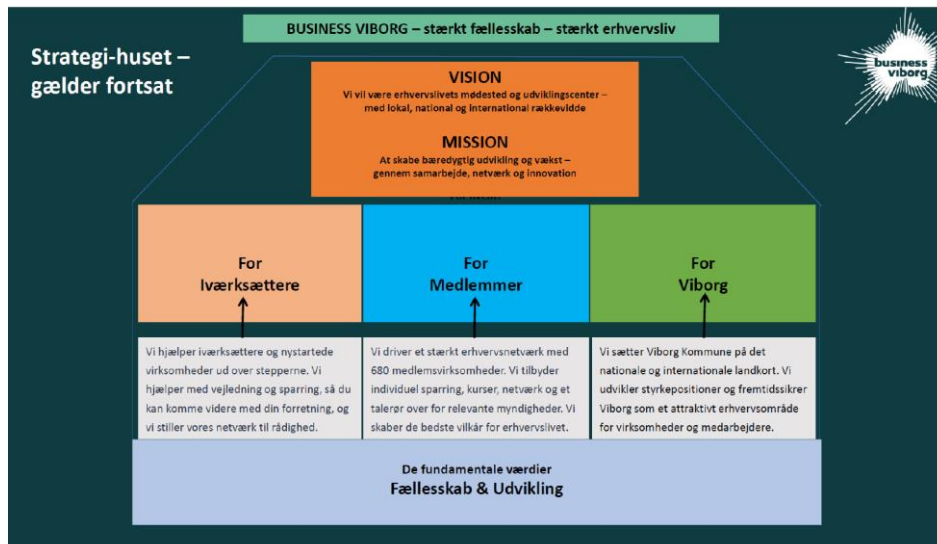 BUSINESS VIBORG – stærkt fællesskab – stærkt erhvervsliv
Strategi-huset –
gælder fortsat
business
viborg
VISION
Vi vil være erhvervslivets mødested og udviklingscenter –
med lokal, national og international rækkevidde
MISSION
At skabe bæredygtig udvikling og vækst –
gennem samarbejde, netværk og innovation
For
Iværksættere
For
Medlemmer
For
Viborg
Vi hjælper iværksættere og nystartede
virksomheder ud over stepperne. Vi
hjælper med vejledning og sparring, så du
kan komme videre med din forretning, og
vi stiller vores netværk til rådighed.
Vi driver et stærkt erhvervsnetværk med
680 medlemsvirksomheder. Vi tilbyder
individuel sparring, kurser, netværk og et
talerør over for relevante myndigheder. Vi
skaber de bedste vilkår for erhvervslivet.
Vi sætter Viborg Kommune på det
nationale og internationale landkort. Vi
udvikler styrkepositioner og fremtidssikrer
Viborg som et attraktivt erhvervsområde
for virksomheder og medarbejdere.
De fundamentale værdier
Fællesskab & Udvikling